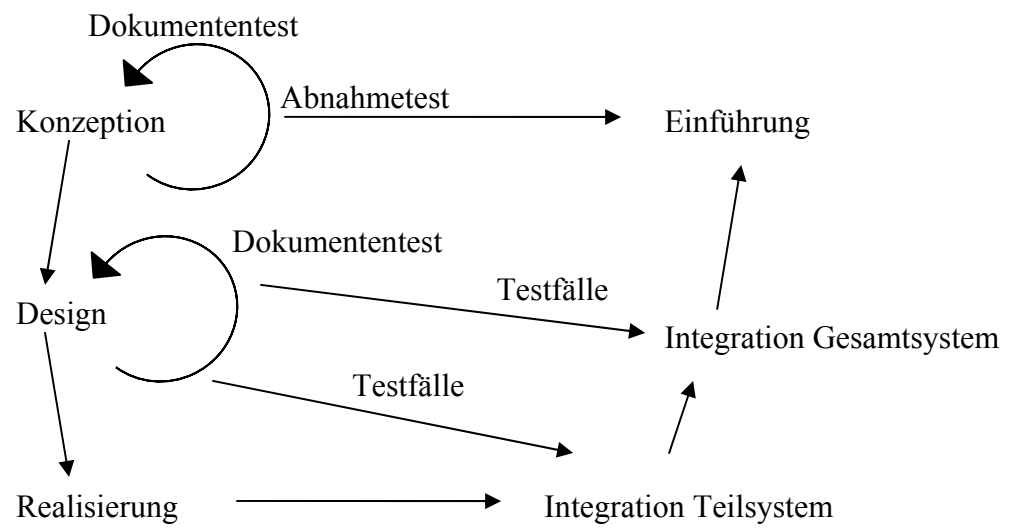 Dokumententest
Abnahmetest
Konzeption
Einführung
Dokumententest
Testfälle
Design
Integration Gesamtsystem
Testfälle
Realisierung
Integration Teilsystem